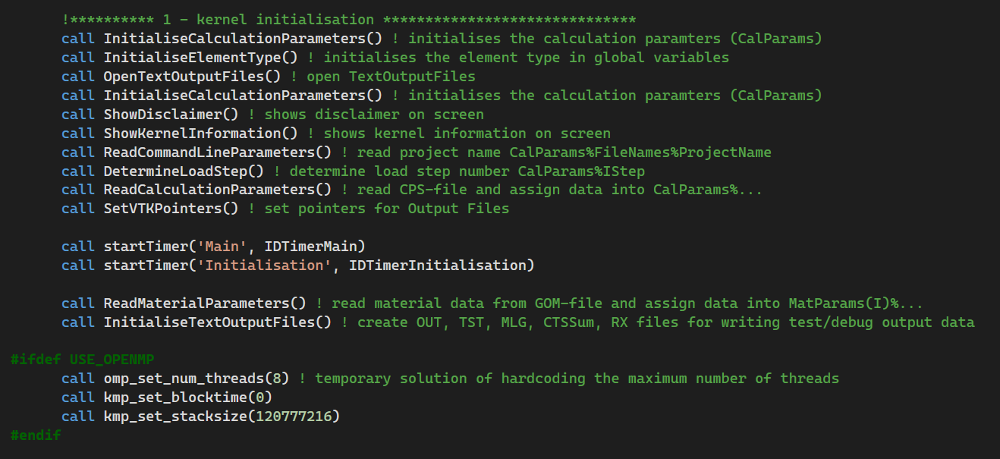 !********** 1 - kernel initialisation ******************************
call InitialiseCalculationParameters() ! initialises the calculation paramters (CalParams)
call InitialiseElementType() ! initialises the element type in global variables
call OpenTextOutputFiles() ! open TextOutputFiles
call InitialiseCalculationParameters() ! initialises the calculation paramters (CalParams)
call ShowDisclaimer() ! shows disclaimer on screen
call ShowKernelInformation() ! shows kernel information on screen
call ReadCommandLineParameters() ! read project name CalParams%FileNames%ProjectName
call DetermineLoadStep() ! determine load step number CalParams%IStep
call ReadCalculationParameters() ! read CPS-file and assign data into CalParams%...
call SetVTKPointers() ! set pointers for Output Files
call startTimer('Main', IDTimerMain)
call startTimer('Initialisation', IDTimerInitialisation)
call ReadMaterialParameters() ! read material data from GOM-file and assign data into MatParams(I)%...
call InitialiseTextOutputFiles() ! create OUT, TST, MLG, CTSSum, RX files for writing test/debug output data
#ifdef USE_OPENMP
call omp_set_num_threads(8) ! temporary solution of hardcoding the maximum number of threads
call kmp_set_blocktime(0)
call kmp_set_stacksize(120777216)
#endif